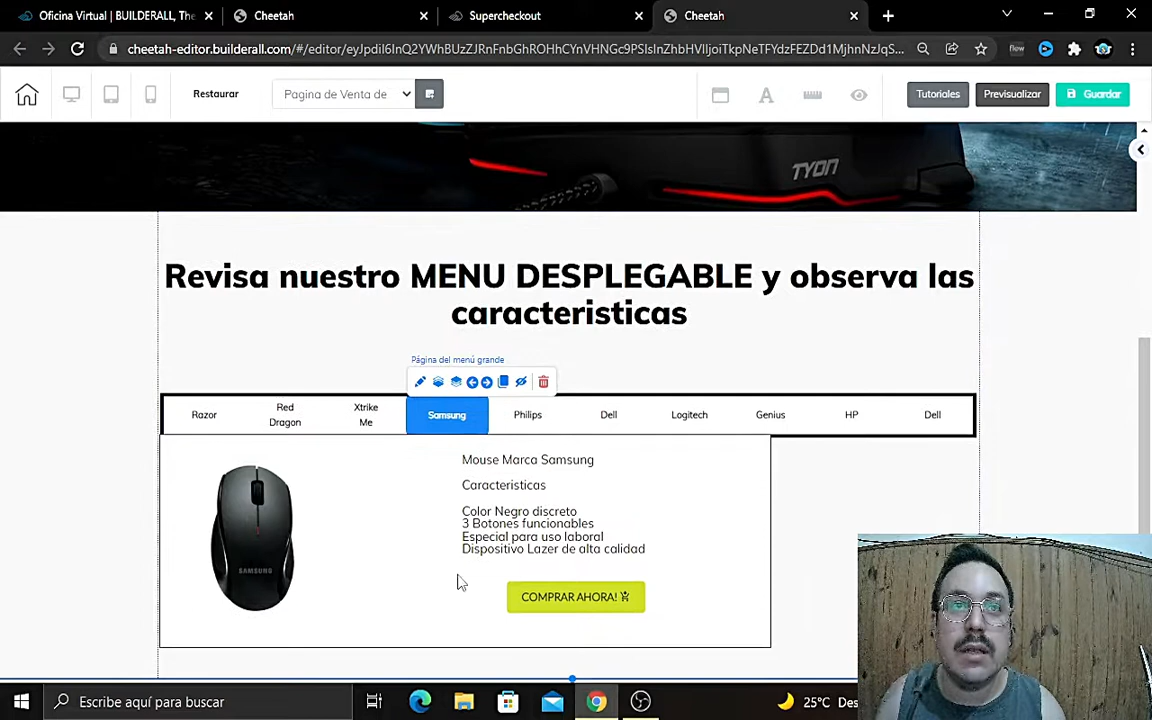 Oficina Virtual | BUILDERALL, The
Cheetah
Supercheckout
Cheetah
cheetah-editor.builderall.com/#/editor/eyJpdiI6InQ2YWhBUzZJRnFnbGhROHhCYnVHNGc9PSIsInZhbHVlIjoiTkpNeTFYdzFEZDd1MjhnNzJqS...
flow
Restaurar
Pagina de Venta de
Tutoriales
Previsualizar
Guardar
TYON
Revisa nuestro MENU DESPLEGABLE y observa las
caracteristicas
Página del menú grande
Razor
Red
Dragon
Xtrike
Me
Samsung
Philips
Dell
Logitech
Genius
HP
Dell
SAMSUNG
Mouse Marca Samsung
Caracteristicas
Color Negro discreto
3 Botones funcionables
Especial para uso laboral
Dispositivo Lazer de alta calidad
COMPRAR AHORA!
Escribe aquí para buscar
25°C Des